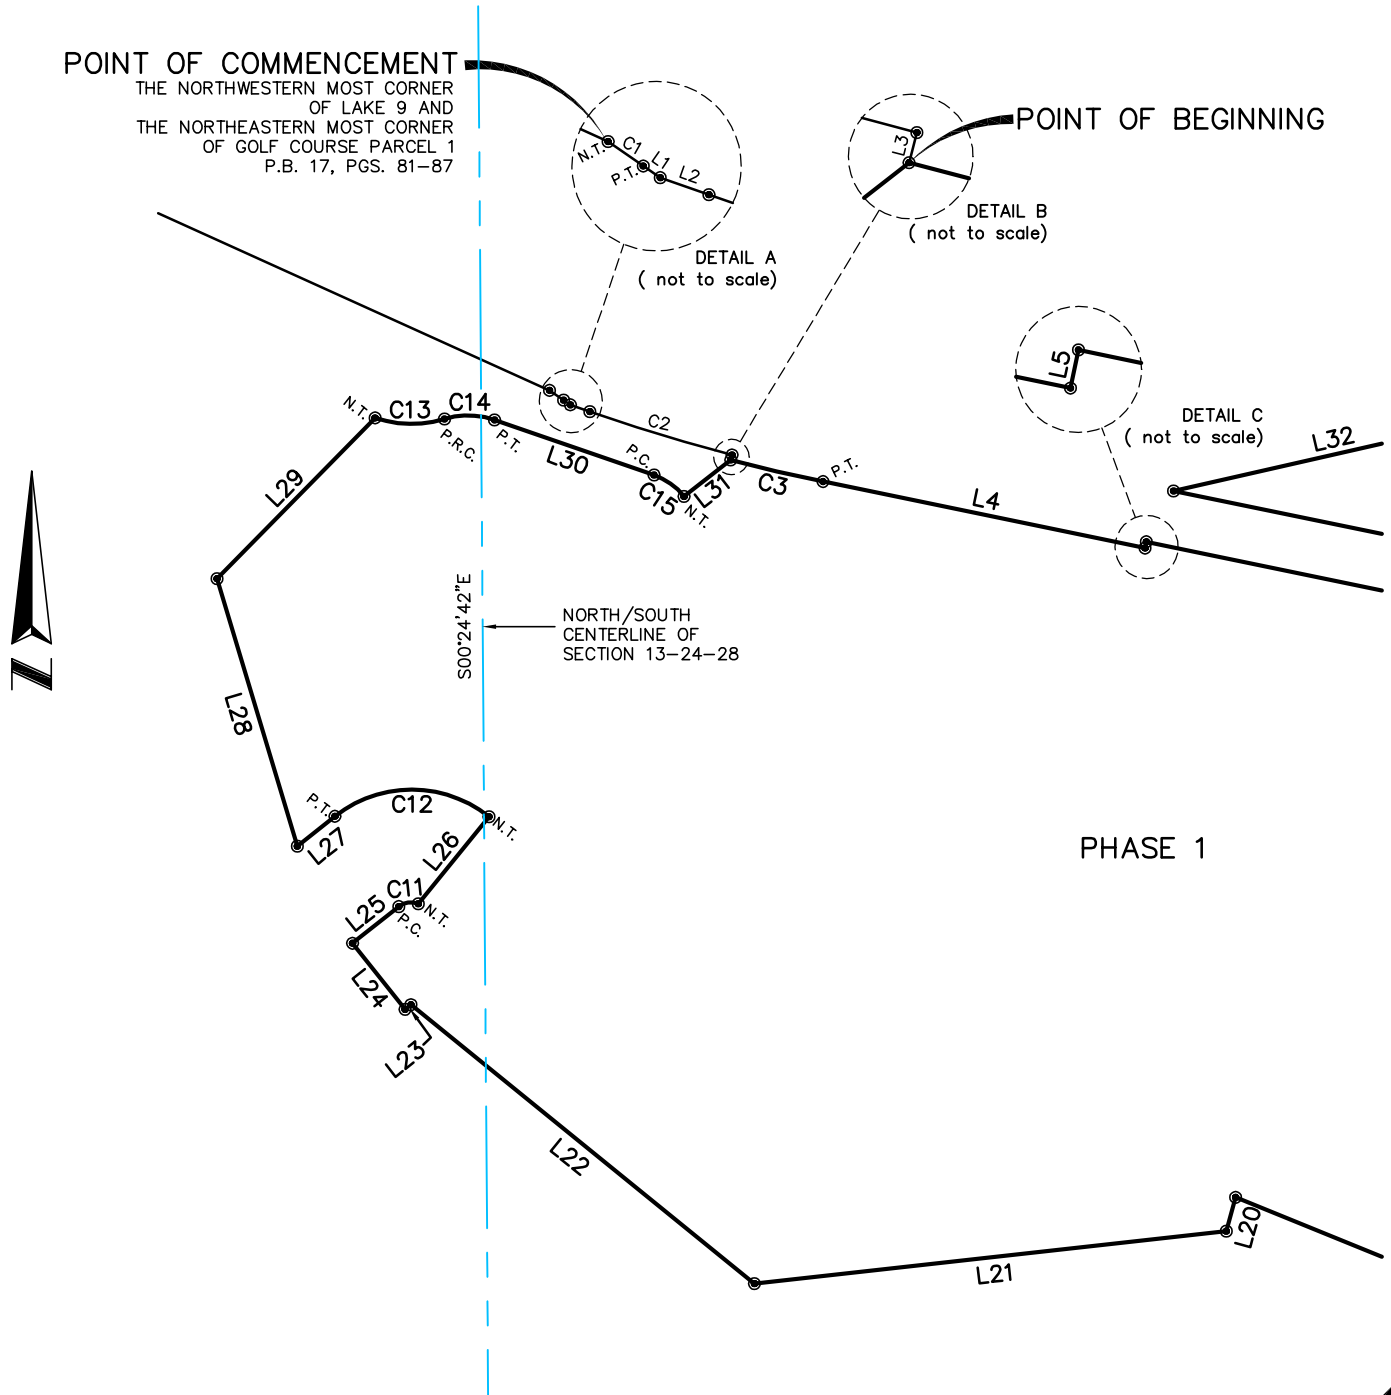 POINT OF COMMENCEMENT
THE NORTHWESTERN MOST CORNER
OF LAKE 9 AND
THE NORTHEASTERN MOST CORNER
OF GOLF COURSE PARCEL 1
P.B. 17, PGS. 81-87
N.T.
C1
L1
L2
P.T.
DETAIL A
( not to scale)
L3
POINT OF BEGINNING
DETAIL B
( not to scale)
L5
DETAIL C
( not to scale)
L32
N.T.
C13
C14
P.R.C.
P.T.
C2
L30
P.C.
C15
L31
N.T.
C3
P.T.
L4
L29
S00°24'42"E
NORTH/SOUTH
CENTERLINE OF
SECTION 13-24-28
N
L28
P.T.
C12
N.T.
L27
L26
PHASE 1
C11
N.T.
L25
P.C.
L24
L23
L22
L20
L21